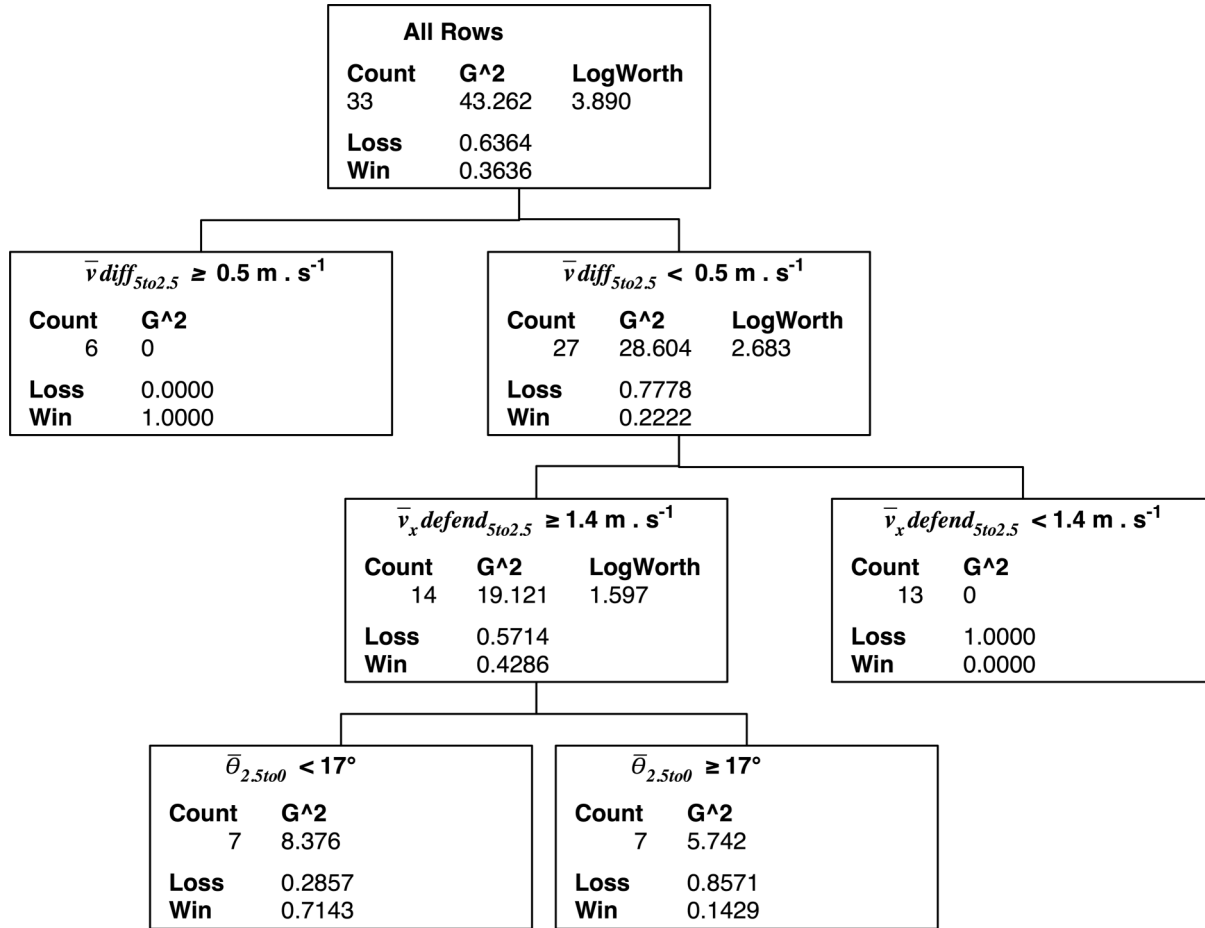 All Rows
Count G^2 LogWorth
33 43.262 3.890
Loss 0.6364
Win 0.3636
v̅ diff5to2.5 ≥ 0.5 m . s-1
Count G^2
6 0
Loss 0.0000
Win 1.0000
v̅ diff5to2.5 < 0.5 m . s-1
Count G^2 LogWorth
27 28.604 2.683
Loss 0.7778
Win 0.2222
v̅x defend5to2.5 ≥ 1.4 m . s-1
Count G^2 LogWorth
14 19.121 1.597
Loss 0.5714
Win 0.4286
v̅x defend5to2.5 < 1.4 m . s-1
Count G^2
13 0
Loss 1.0000
Win 0.0000
θ̅2.5to0 < 17°
Count G^2
7 8.376
Loss 0.2857
Win 0.7143
θ̅2.5to0 ≥ 17°
Count G^2
7 5.742
Loss 0.8571
Win 0.1429